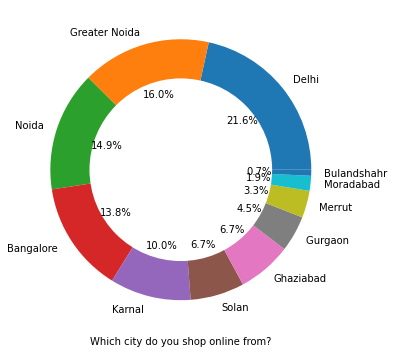 Greater Noida
Delhi
16.0%
21.6%
Noida
14.9%
0.7%
Bulandshahr
1.9%
Moradabad
3.3%
Merrut
4.5%
13.8%
6.7%
Gurgaon
10.0%
6.7%
Bangalore
Ghaziabad
Karnal
Solan
Which city do you shop online from?